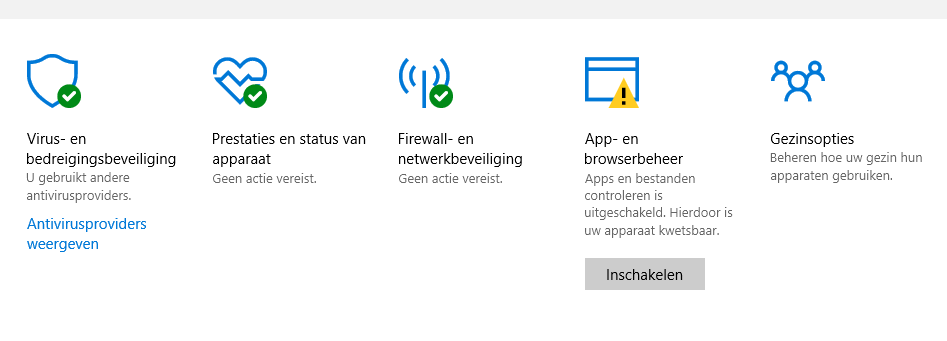 Virus- en
bedreigingsbeveiliging
U gebruikt andere
antivirusproviders.
Antivirusproviders
weergeven
Prestaties en status van
apparaat
Geen actie vereist.
Firewall- en
netwerkbeveiliging
Geen actie vereist.
App- en
browserbeheer
Apps en bestanden
controleren is
uitgeschakeld. Hierdoor is
uw apparaat kwetsbaar.
Inschakelen
Gezinsopties
Beheren hoe uw gezin hun
apparaten gebruiken.